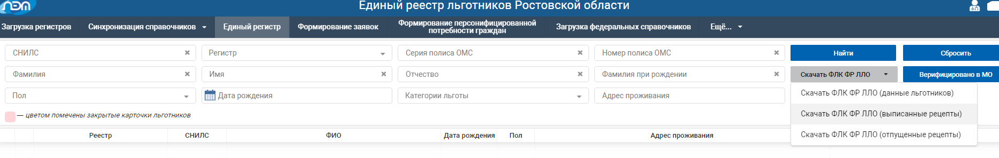 ЛЭМ
Единый реестр льготников Ростовской области
Загрузка регистров
Синхронизация справочников
Единый регистр
Формирование заявок
Формирование персонифицированной
потребности граждан
Загрузка федеральных справочников
Ещё...
СНИЛС
Регистр
Серия полиса ОМС
Номер полиса ОМС
Найти
Сбросить
Фамилия
Имя
Отчество
Фамилия при рождении
Скачать ФЛК ФР ЛЛО
Верифицировано в МО
Пол
Дата рождения
Категории льготы
Адрес проживания
Скачать ФЛК ФР ЛЛО (данные льготников)
Скачать ФЛК ФР ЛЛО (выписанные рецепты)
Скачать ФЛК ФР ЛЛО (отпущенные рецепты)
— цветом помечены закрытые карточки льготников
Реестр
СНИЛС
ФИО
Дата рождения
Пол
Адрес проживания